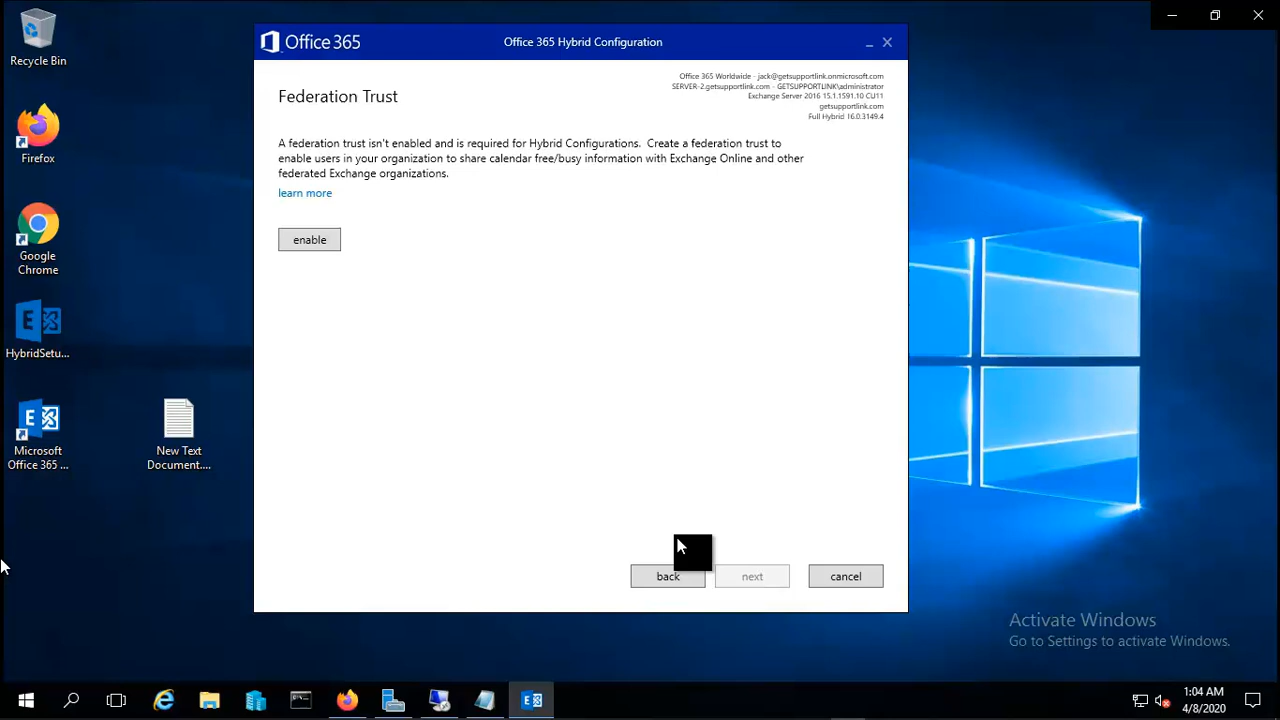 Recycle Bin
Firefox
Google
Chrome
HybridSetu...
Microsoft
Office 365 ...
New Text
Document....
Office 365
Office 365 Hybrid Configuration
Office 365 Worldwide - jack@getsupportlink.onmicrosoft.com
SERVER-2.getsupportlink.com - GETSUPPORTLINK\administrator
Exchange Server 2016 15.1.1591.10 CU11
getsupportlink.com
Full Hybrid 16.0.3149.4
Federation Trust
A federation trust isn't enabled and is required for Hybrid Configurations.  Create a federation trust to
enable users in your organization to share calendar free/busy information with Exchange Online and other
federated Exchange organizations.
learn more
enable
back
next
cancel
Activate Windows
Go to Settings to activate Windows.
1:04 AM
4/8/2020